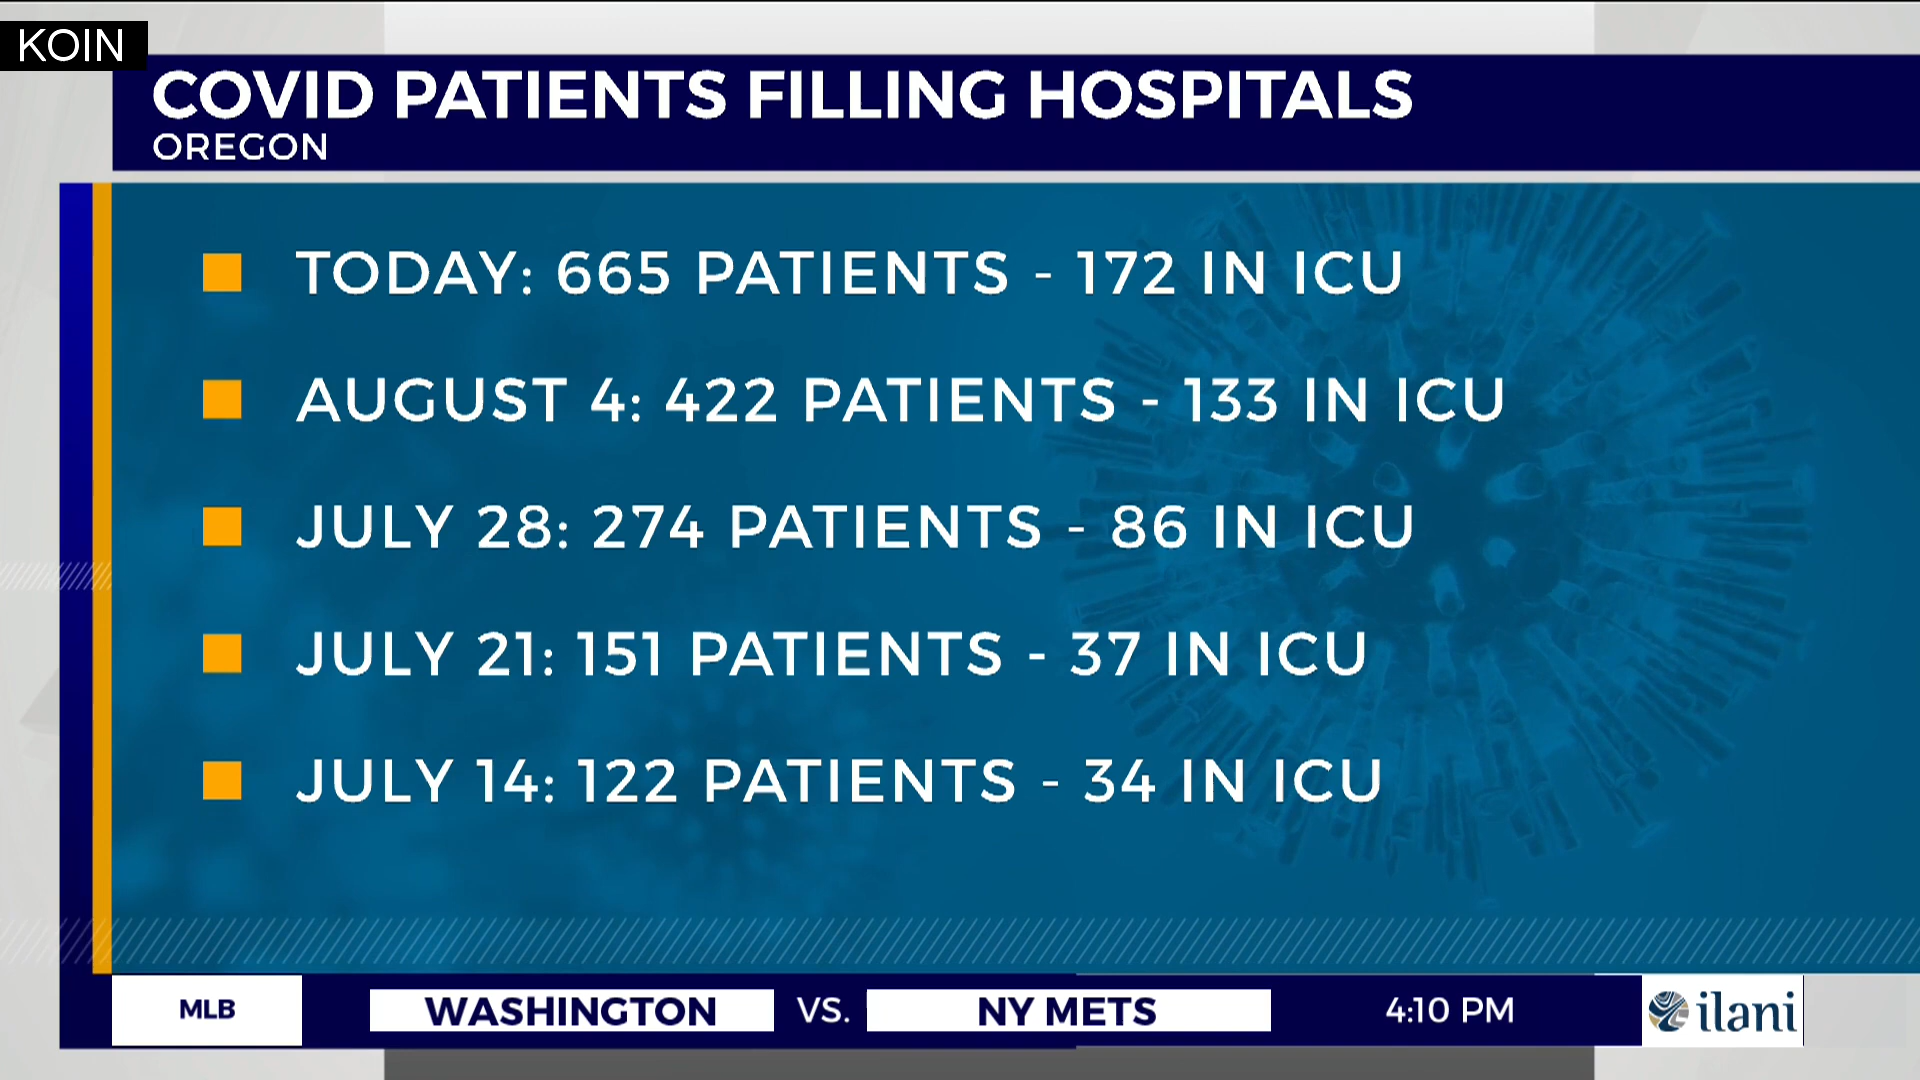 KOIN
COVID PATIENTS FILLING HOSPITALS
OREGON
TODAY: 665 PATIENTS - 172 IN ICU
AUGUST 4: 422 PATIENTS - 133 IN ICU
JULY 28: 274 PATIENTS - 86 IN ICU
JULY 21: 151 PATIENTS - 37 IN ICU
JULY 14: 122 PATIENTS - 34 IN ICU
MLB WASHINGTON VS. NY METS 4:10 PM ilani